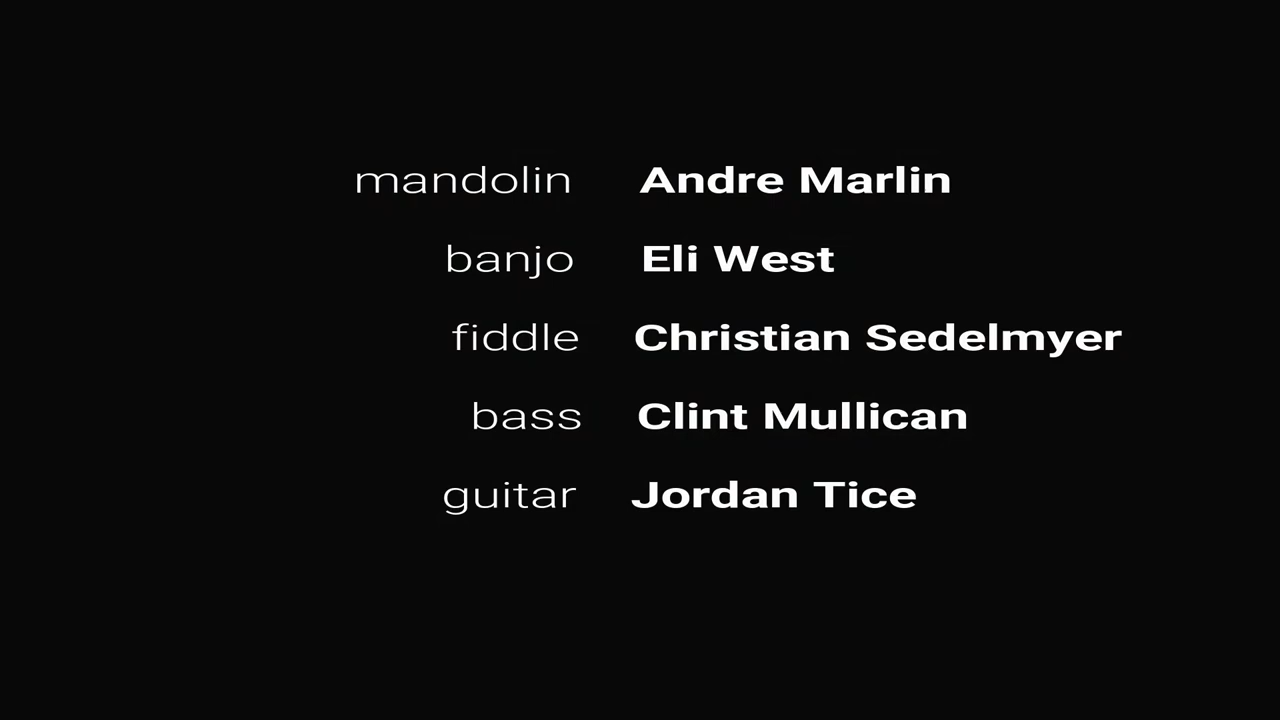 mandolin Andre Marlin
banjo Eli West
fiddle Christian Sedelmyer
bass Clint Mullican
guitar Jordan Tice